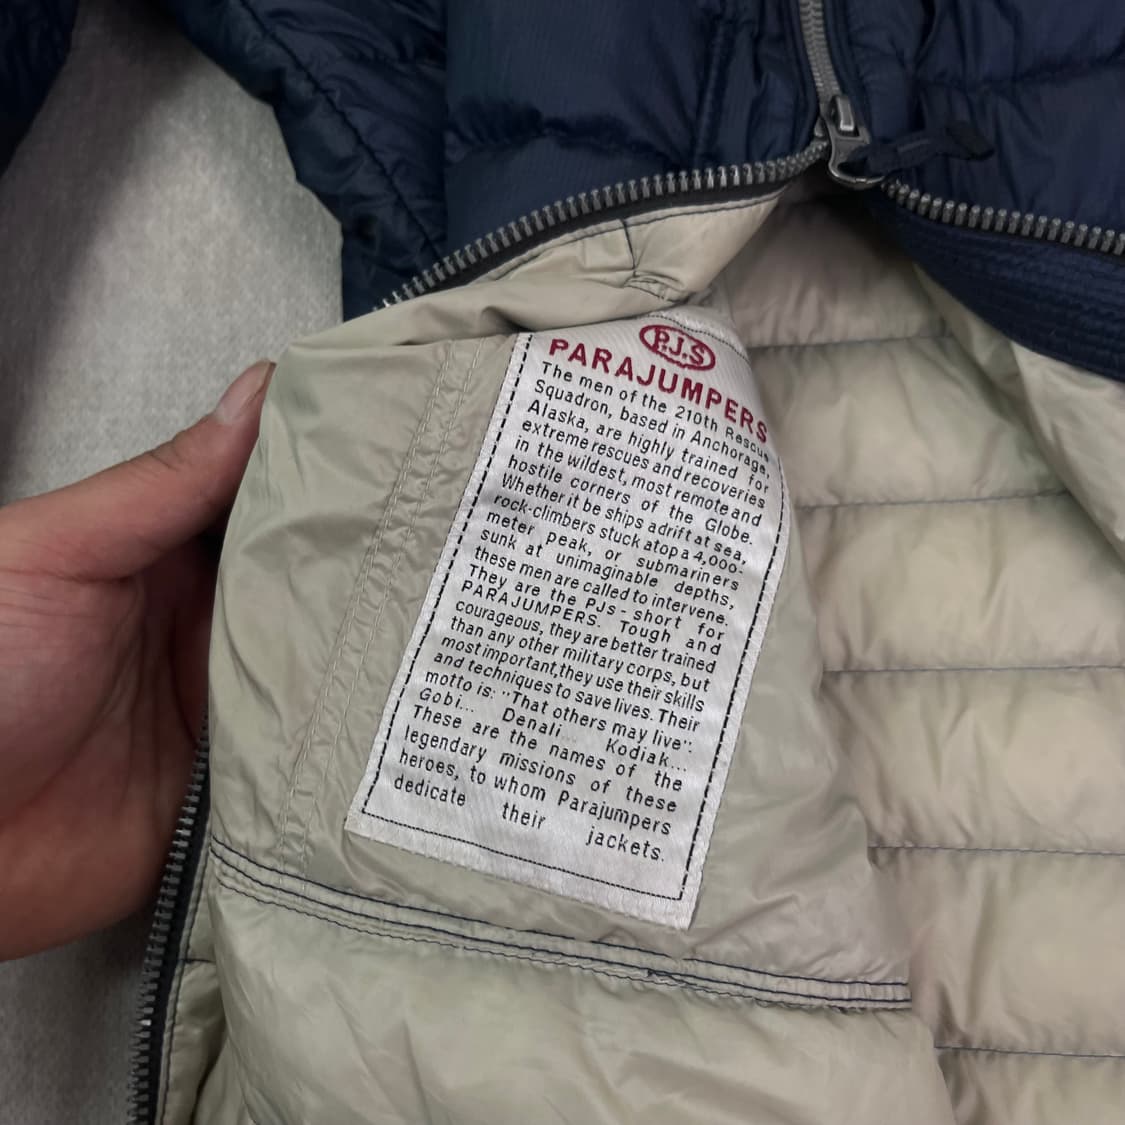 P.J.S
PARAJUMPERS
The men of the 210th Rescue
Squadron, based in Anchorage,
Alaska, are highly trained for
extreme rescues and recoveries
in the wildest, most remote and
hostile corners of the Globe.
Whether it be ships adrift at sea,
rock-climbers stuck atop a 4,000-
meter peak, or submariners
sunk at unimaginable depths,
these men are called to intervene.
They are the PJs - short for
PARAJUMPERS. Tough and
courageous, they are better trained
than any other military corps, but
most important,they use their skills
and techniques to save lives. Their
motto is: "That others may live".
Gobi... Denali... Kodiak...
These are the names of the
legendary missions of these
heroes, to whom Parajumpers
dedicate their jackets.